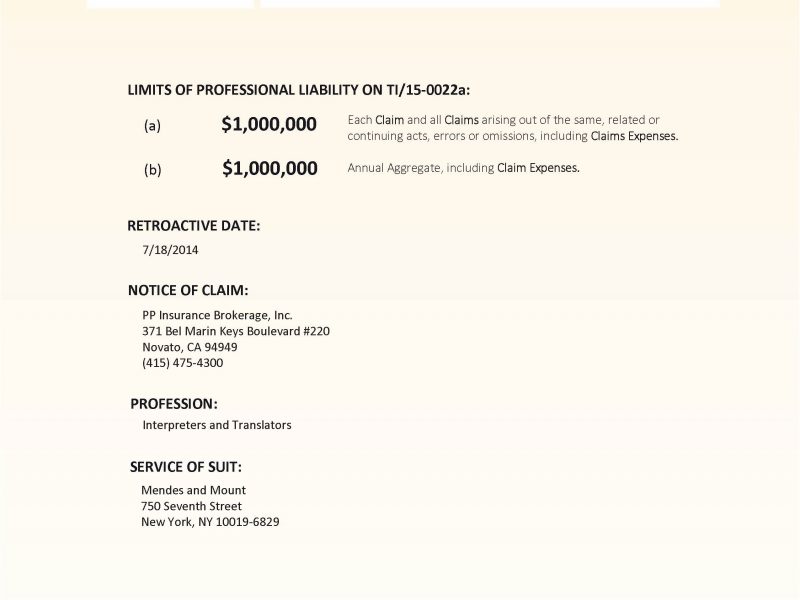 LIMITS OF PROFESSIONAL LIABILITY ON TI/15-0022a:
(a) $1,000,000 Each Claim and all Claims arising out of the same, related or
continuing acts, errors or omissions, including Claims Expenses.
(b) $1,000,000 Annual Aggregate, including Claim Expenses.
RETROACTIVE DATE:
7/18/2014
NOTICE OF CLAIM:
PP Insurance Brokerage, Inc.
371 Bel Marin Keys Boulevard #220
Novato, CA 94949
(415) 475-4300
PROFESSION:
Interpreters and Translators
SERVICE OF SUIT:
Mendes and Mount
750 Seventh Street
New York, NY 10019-6829